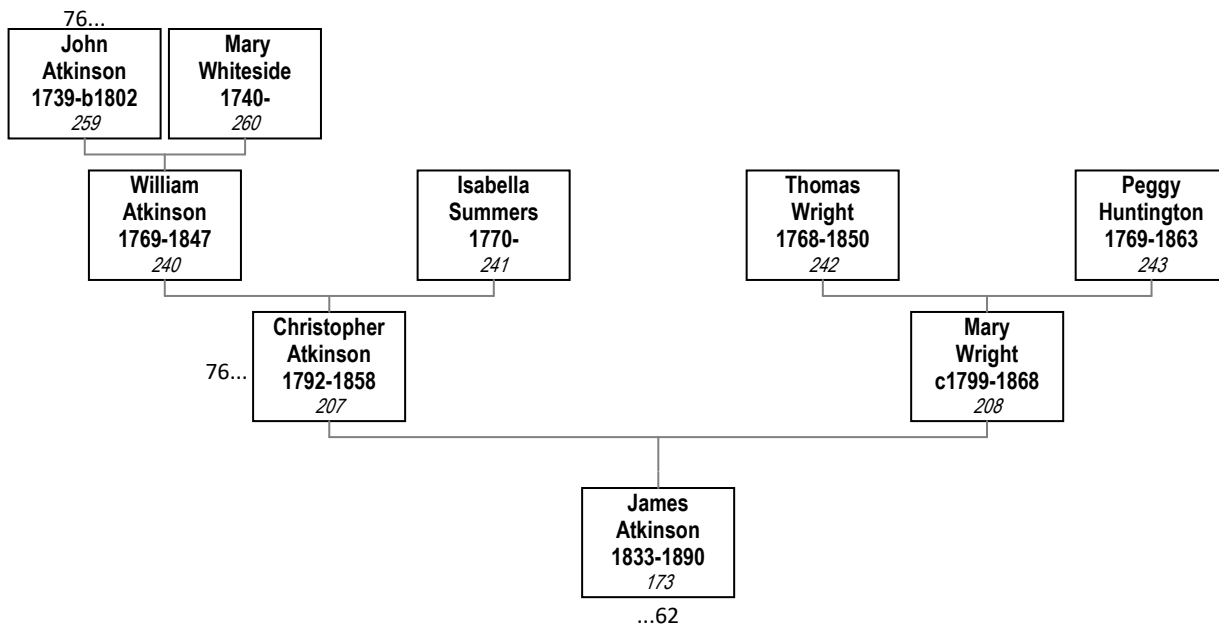 76...
John
Atkinson
1739-b1802
259
Mary
Whiteside
1740-
260
William
Atkinson
1769-1847
240
Isabella
Summers
1770-
241
Thomas
Wright
1768-1850
242
Peggy
Huntington
1769-1863
243
76...
Christopher
Atkinson
1792-1858
207
Mary
Wright
c1799-1868
208
James
Atkinson
1833-1890
173
...62